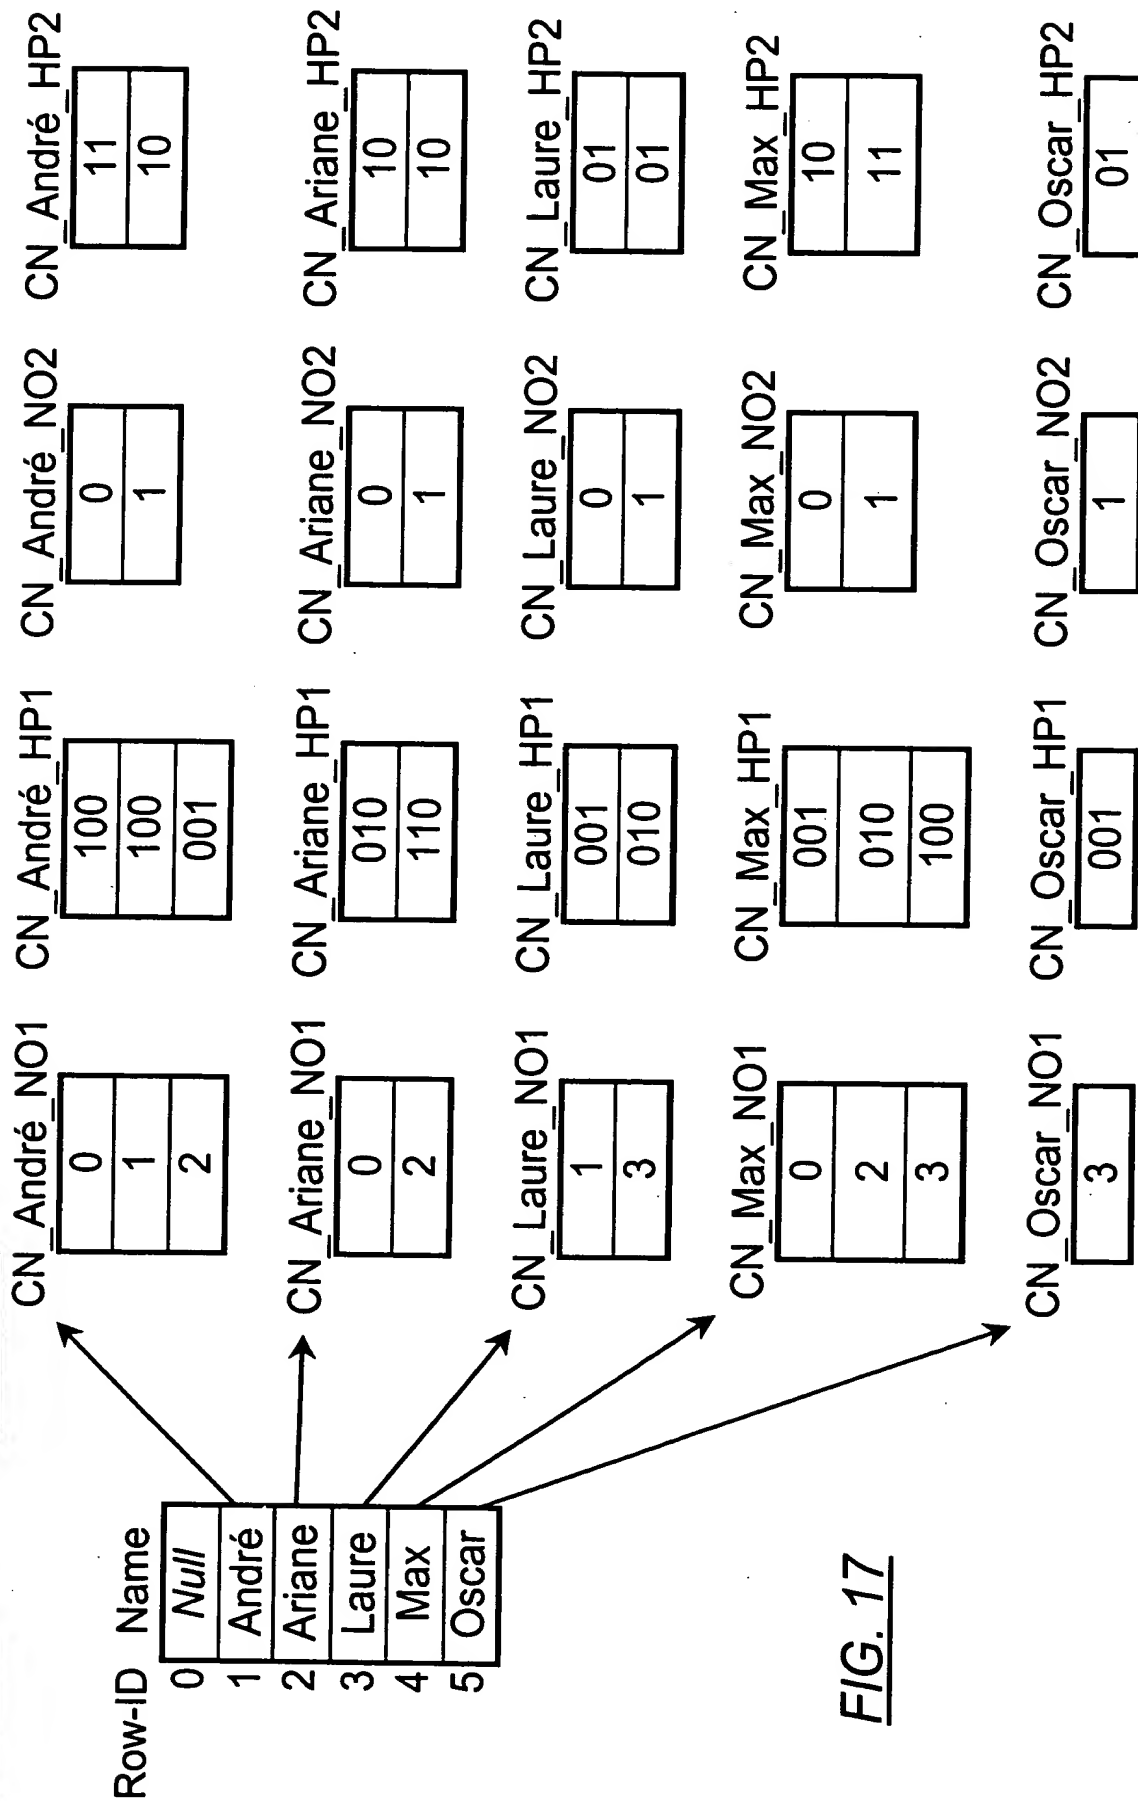 Row-ID Name
0 Null
1 André
2 Ariane
3 Laure
4 Max
5 Oscar
CN_André_NO1 CN_André_HP1 CN_André_NO2 CN_André_HP2
0 100 0 11
1 100 1 10
2 001
CN_Ariane_NO1 CN_Ariane_HP1 CN_Ariane_NO2 CN_Ariane_HP2
0 010 0 10
2 110 1 10
CN_Laure_NO1 CN_Laure_HP1 CN_Laure_NO2 CN_Laure_HP2
1 001 0 01
3 010 1 01
CN_Max_NO1 CN_Max_HP1 CN_Max_NO2 CN_Max_HP2
0 001 0 10
2 010 1 11
3 100
CN_Oscar_NO1 CN_Oscar_HP1 CN_Oscar_NO2 CN_Oscar_HP2
3 001 1 01
FIG. 17